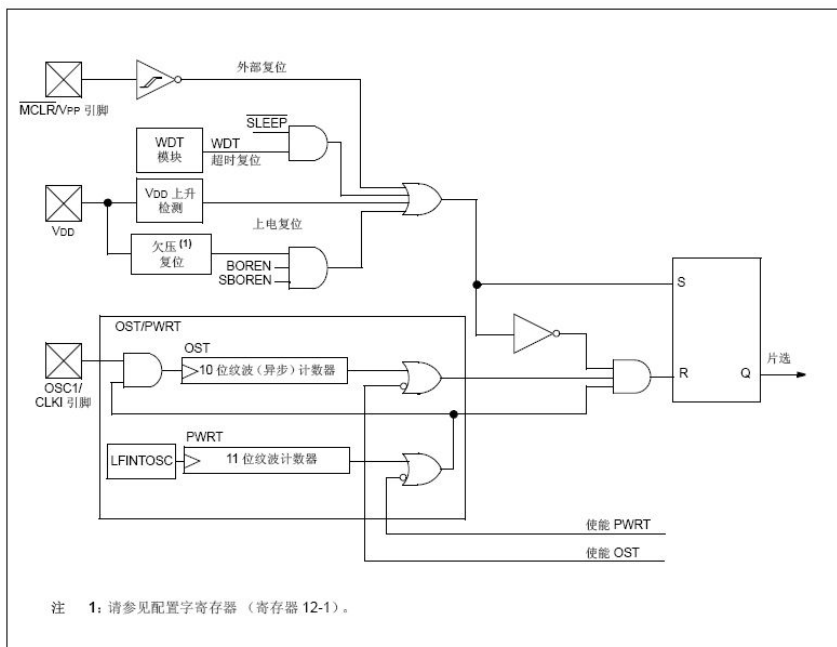 外部复位
MCLR/VPP 引脚
SLEEP
WDT
模块
WDT
超时复位
VDD 上升
检测
VDD
上电复位
欠压(1)
复位
BOREN
SBOREN
S
OST/PWRT
OST
10 位纹波（异步）计数器
OSC1/
CLKI 引脚
R
Q
片选
PWRT
LFINTOSC
11 位纹波计数器
使能 PWRT
使能 OST
注 1: 请参见配置字寄存器 （寄存器 12-1）。